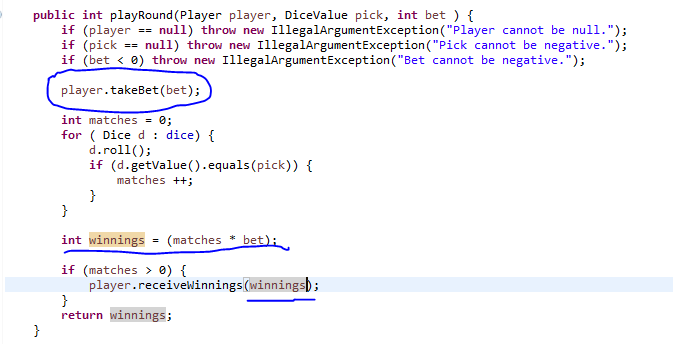 public int playRound(Player player, DiceValue pick, int bet ) {
if (player == null) throw new IllegalArgumentException("Player cannot be null.");
if (pick == null) throw new IllegalArgumentException("Pick cannot be negative.");
if (bet < 0) throw new IllegalArgumentException("Bet cannot be negative.");
player.takeBet(bet);
int matches = 0;
for ( Dice d : dice) {
d.roll();
if (d.getValue().equals(pick)) {
matches ++;
}
}
int winnings = (matches * bet);
if (matches > 0) {
player.receiveWinnings(winnings);
}
return winnings;
}